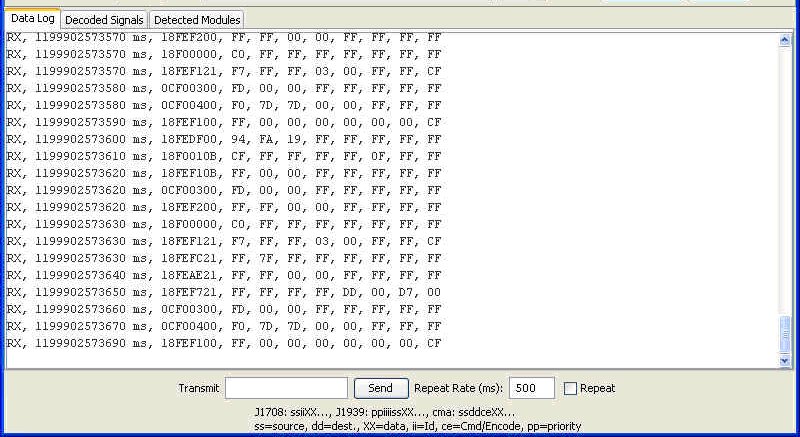 Data Log Decoded Signals Detected Modules
RX, 1199902573570 ms, 18FEF200, FF, FF, 00, 00, FF, FF, FF, FF
RX, 1199902573570 ms, 18F00000, C0, FF, FF, FF, FF, FF, FF, FF
RX, 1199902573570 ms, 18FEF121, F7, FF, FF, 03, 00, FF, FF, CF
RX, 1199902573580 ms, 0CF00300, FD, 00, 00, FF, FF, FF, FF, FF
RX, 1199902573580 ms, 0CF00400, F0, 7D, 7D, 00, 00, FF, FF, FF
RX, 1199902573590 ms, 18FEF100, FF, 00, 00, 00, 00, 00, 00, CF
RX, 1199902573600 ms, 18FEDF00, 94, FA, 19, FF, FF, FF, FF, FF
RX, 1199902573610 ms, 18F0010B, CF, FF, FF, FF, FF, 0F, FF, FF
RX, 1199902573620 ms, 18FEF10B, FF, 00, 00, FF, FF, FF, FF, FF
RX, 1199902573620 ms, 0CF00300, FD, 00, 00, FF, FF, FF, FF, FF
RX, 1199902573620 ms, 18FEF200, FF, FF, 00, 00, FF, FF, FF, FF
RX, 1199902573630 ms, 18F00000, C0, FF, FF, FF, FF, FF, FF, FF
RX, 1199902573630 ms, 18FEF121, F7, FF, FF, 03, 00, FF, FF, CF
RX, 1199902573630 ms, 18FEFC21, FF, 7F, FF, FF, FF, FF, FF, FF
RX, 1199902573640 ms, 18FEAE21, FF, FF, 00, 00, FF, FF, FF, FF
RX, 1199902573650 ms, 18FEF721, FF, FF, FF, FF, DD, 00, D7, 00
RX, 1199902573660 ms, 0CF00300, FD, 00, 00, FF, FF, FF, FF, FF
RX, 1199902573670 ms, 0CF00400, F0, 7D, 7D, 00, 00, FF, FF, FF
RX, 1199902573690 ms, 18FEF100, FF, 00, 00, 00, 00, 00, 00, CF
Transmit Send Repeat Rate (ms): 500 Repeat
J1708: ssiiXX..., J1939: ppiiiissXX..., cma: ssddceXX...
ss=source, dd=dest., XX=data, ii=Id, ce=Cmd/Encode, pp=priority